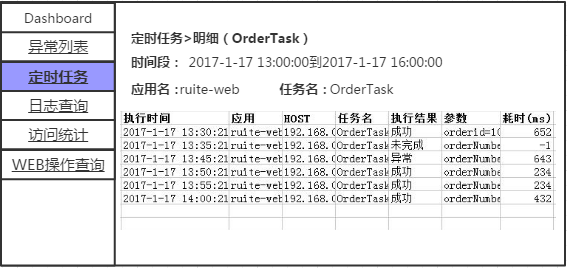 Dashboard
异常列表
定时任务
日志查询
访问统计
WEB操作查询
定时任务>明细（OrderTask）
时间段： 2017-1-17 13:00:00到2017-1-17 16:00:00
应用名：ruite-web 任务名：OrderTask
执行时间 应用 HOST 任务名 执行结果 参数 耗时(ms)
2017-1-17 13:30:21 ruite-web 192.168.0 OrderTask 成功 orderid=10 652
2017-1-17 13:35:21 ruite-web 192.168.0 OrderTask 未完成 orderNumbe -1
2017-1-17 13:45:21 ruite-web 192.168.0 OrderTask 异常 orderNumbe 643
2017-1-17 13:50:21 ruite-web 192.168.0 OrderTask 成功 orderNumbe 234
2017-1-17 13:55:21 ruite-web 192.168.0 OrderTask 成功 orderNumbe 234
2017-1-17 14:00:21 ruite-web 192.168.0 OrderTask 成功 orderNumbe 432